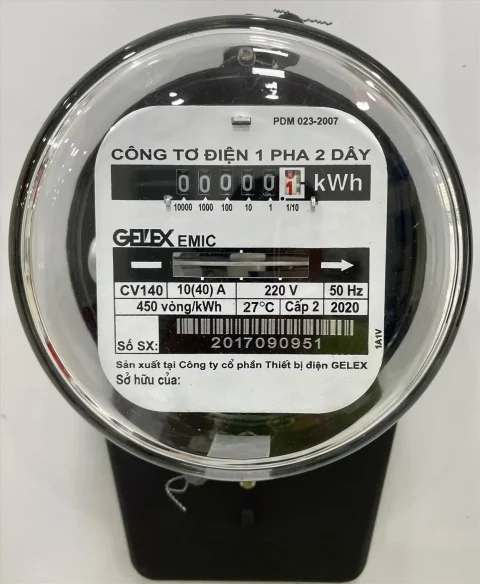 PDM 023-2007
CÔNG TƠ ĐIỆN 1 PHA 2 DÂY
0 0 0 0 0 1 kWh
10000 1000 100 10 1 1/10
GELEX EMIC
CV140 10(40) A 220 V 50 Hz
450 vòng/kWh 27°C Cấp 2 2020
Số SX: 2017090951
1A1V
Sản xuất tại Công ty cổ phần Thiết bị điện GELEX
Sở hữu của: